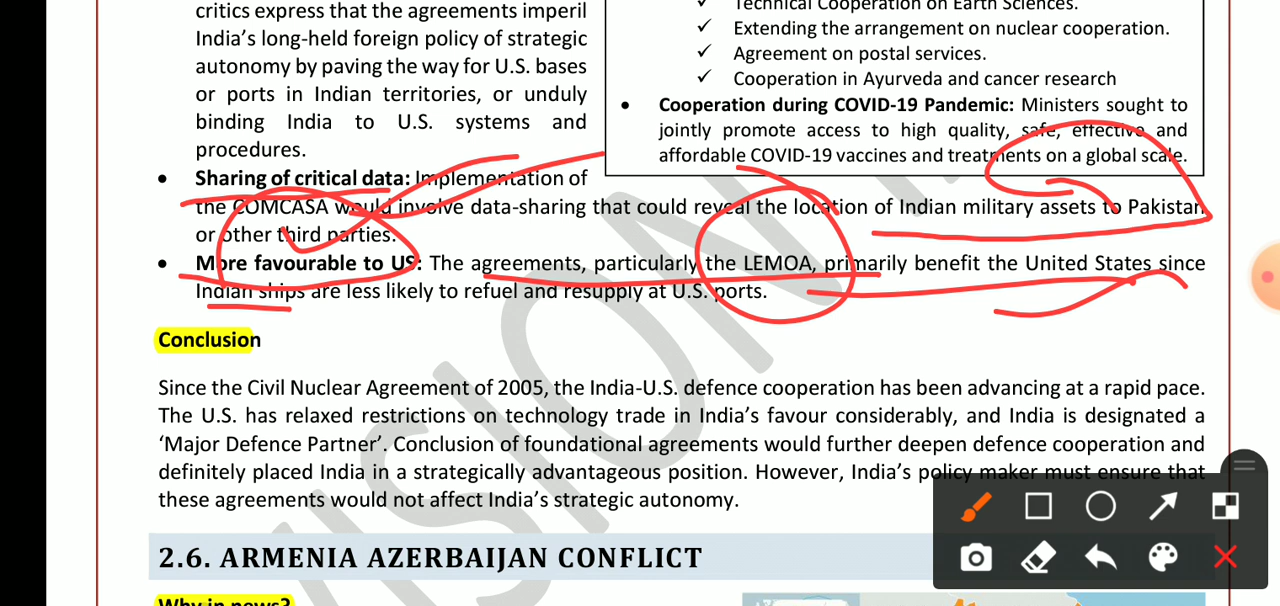 critics express that the agreements imperil
India's long-held foreign policy of strategic
autonomy by paving the way for U.S. bases
or ports in Indian territories, or unduly
binding India to U.S. systems and
procedures.
• Sharing of critical data: Implementation of
the COMCASA would involve data-sharing that could reveal the location of Indian military assets to Pakistan
or other third parties.
• More favourable to US: The agreements, particularly the LEMOA, primarily benefit the United States since
Indian ships are less likely to refuel and resupply at U.S. ports.
✓ Technical Cooperation on Earth Sciences.
✓ Extending the arrangement on nuclear cooperation.
✓ Agreement on postal services.
✓ Cooperation in Ayurveda and cancer research
• Cooperation during COVID-19 Pandemic: Ministers sought to
jointly promote access to high quality, safe, effective and
affordable COVID-19 vaccines and treatments on a global scale.
Conclusion
Since the Civil Nuclear Agreement of 2005, the India-U.S. defence cooperation has been advancing at a rapid pace.
The U.S. has relaxed restrictions on technology trade in India's favour considerably, and India is designated a
'Major Defence Partner'. Conclusion of foundational agreements would further deepen defence cooperation and
definitely placed India in a strategically advantageous position. However, India's policy maker must ensure that
these agreements would not affect India's strategic autonomy.
2.6. ARMENIA AZERBAIJAN CONFLICT
Why in news?
VISION